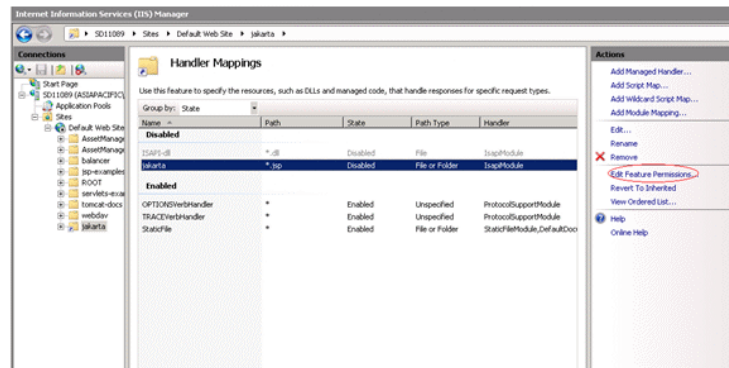 Internet Information Services (IIS) Manager
SD11089 Sites Default Web Site jakarta
Connections
Start Page
SD11089 (ASIAPACIFIC\
Application Pools
Sites
Default Web Site
AssetManag
AssetManag
balancer
jsp-examples
ROOT
servlets-exa
tomcat-docs
webdav
jakarta
Handler Mappings
Use this feature to specify the resources, such as DLLs and managed code, that handle responses for specific request types.
Group by: State
Name Path State Path Type Handler
Disabled
ISAPI-dll *.dll Disabled File IsapiModule
jakarta *.jsp Disabled File or Folder IsapiModule
Enabled
OPTIONSVerbHandler * Enabled Unspecified ProtocolSupportModule
TRACEVerbHandler * Enabled Unspecified ProtocolSupportModule
StaticFile * Enabled File or Folder StaticFileModule,DefaultDoc
Actions
Add Managed Handler...
Add Script Map...
Add Wildcard Script Map...
Add Module Mapping...
Edit...
Rename
Remove
Edit Feature Permissions...
Revert To Inherited
View Ordered List...
Help
Online Help